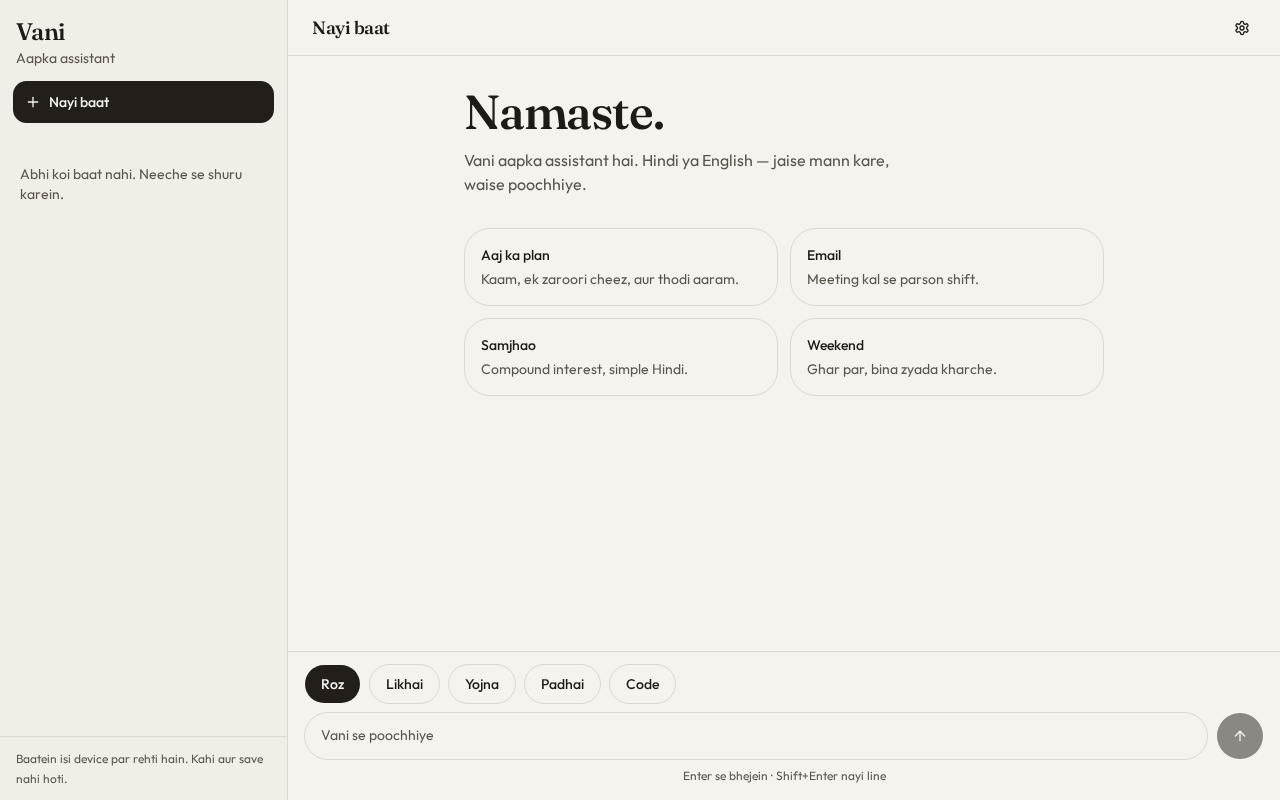 Vani
Aapka assistant
Nayi baat
Abhi koi baat nahi. Neeche se shuru
karein.
Baatein isi device par rehti hain. Kahi aur save
nahi hoti.
Nayi baat
Namaste.
Vani aapka assistant hai. Hindi ya English — jaise mann kare,
waise poochhiye.
Aaj ka plan
Kaam, ek zaroori cheez, aur thodi aaram.
Email
Meeting kal se parson shift.
Samjhao
Compound interest, simple Hindi.
Weekend
Ghar par, bina zyada kharche.
Roz
Likhai
Yojna
Padhai
Code
Vani se poochhiye
Enter se bhejein · Shift+Enter nayi line